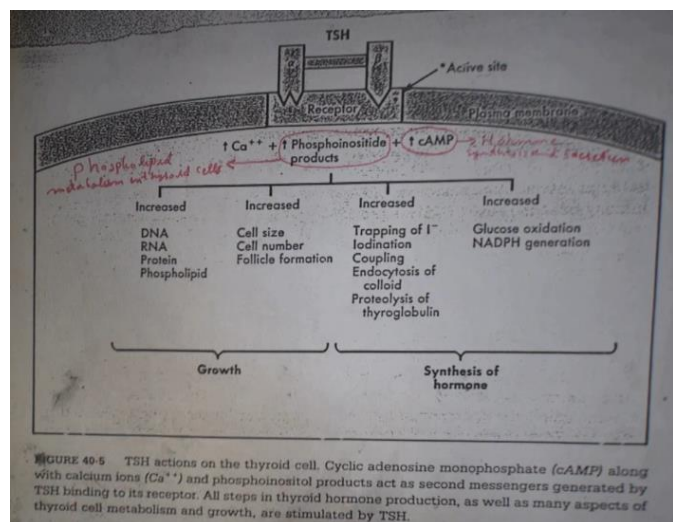 TSH
α β
*Active site
Receptor
Plasma membrane
↑ Ca⁺⁺ + ↑ Phosphoinositide + ↑ cAMP → Hormone
products
synthesis & secretion
phospholipid
metabolism in thyroid cells
Increased
DNA
RNA
Protein
Phospholipid
Increased
Cell size
Cell number
Follicle formation
Increased
Trapping of I⁻
Iodination
Coupling
Endocytosis of
colloid
Proteolysis of
thyroglobulin
Increased
Glucose oxidation
NADPH generation
Growth
Synthesis of
hormone
FIGURE 40-5 TSH actions on the thyroid cell. Cyclic adenosine monophosphate (cAMP) along
with calcium ions (Ca⁺⁺) and phosphoinositol products act as second messengers generated by
TSH binding to its receptor. All steps in thyroid hormone production, as well as many aspects of
thyroid cell metabolism and growth, are stimulated by TSH.